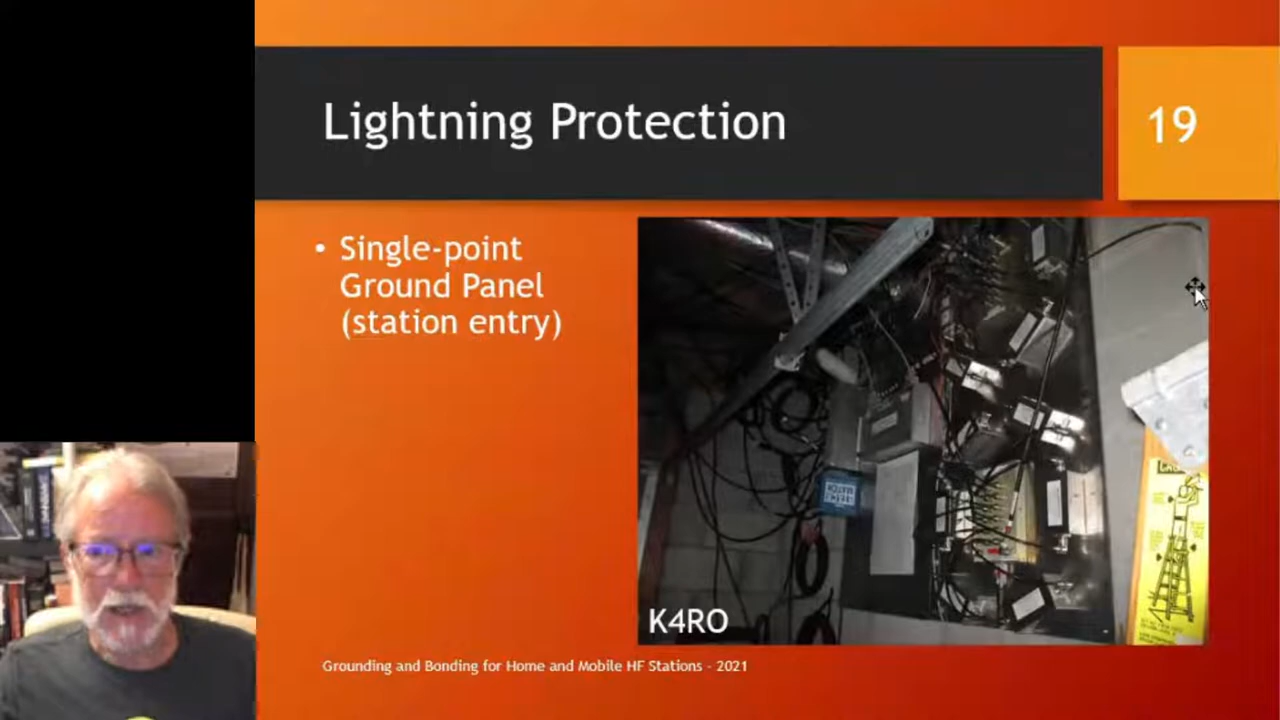 Lightning Protection
19
• Single-point
Ground Panel
(station entry)
K4RO
Grounding and Bonding for Home and Mobile HF Stations - 2021